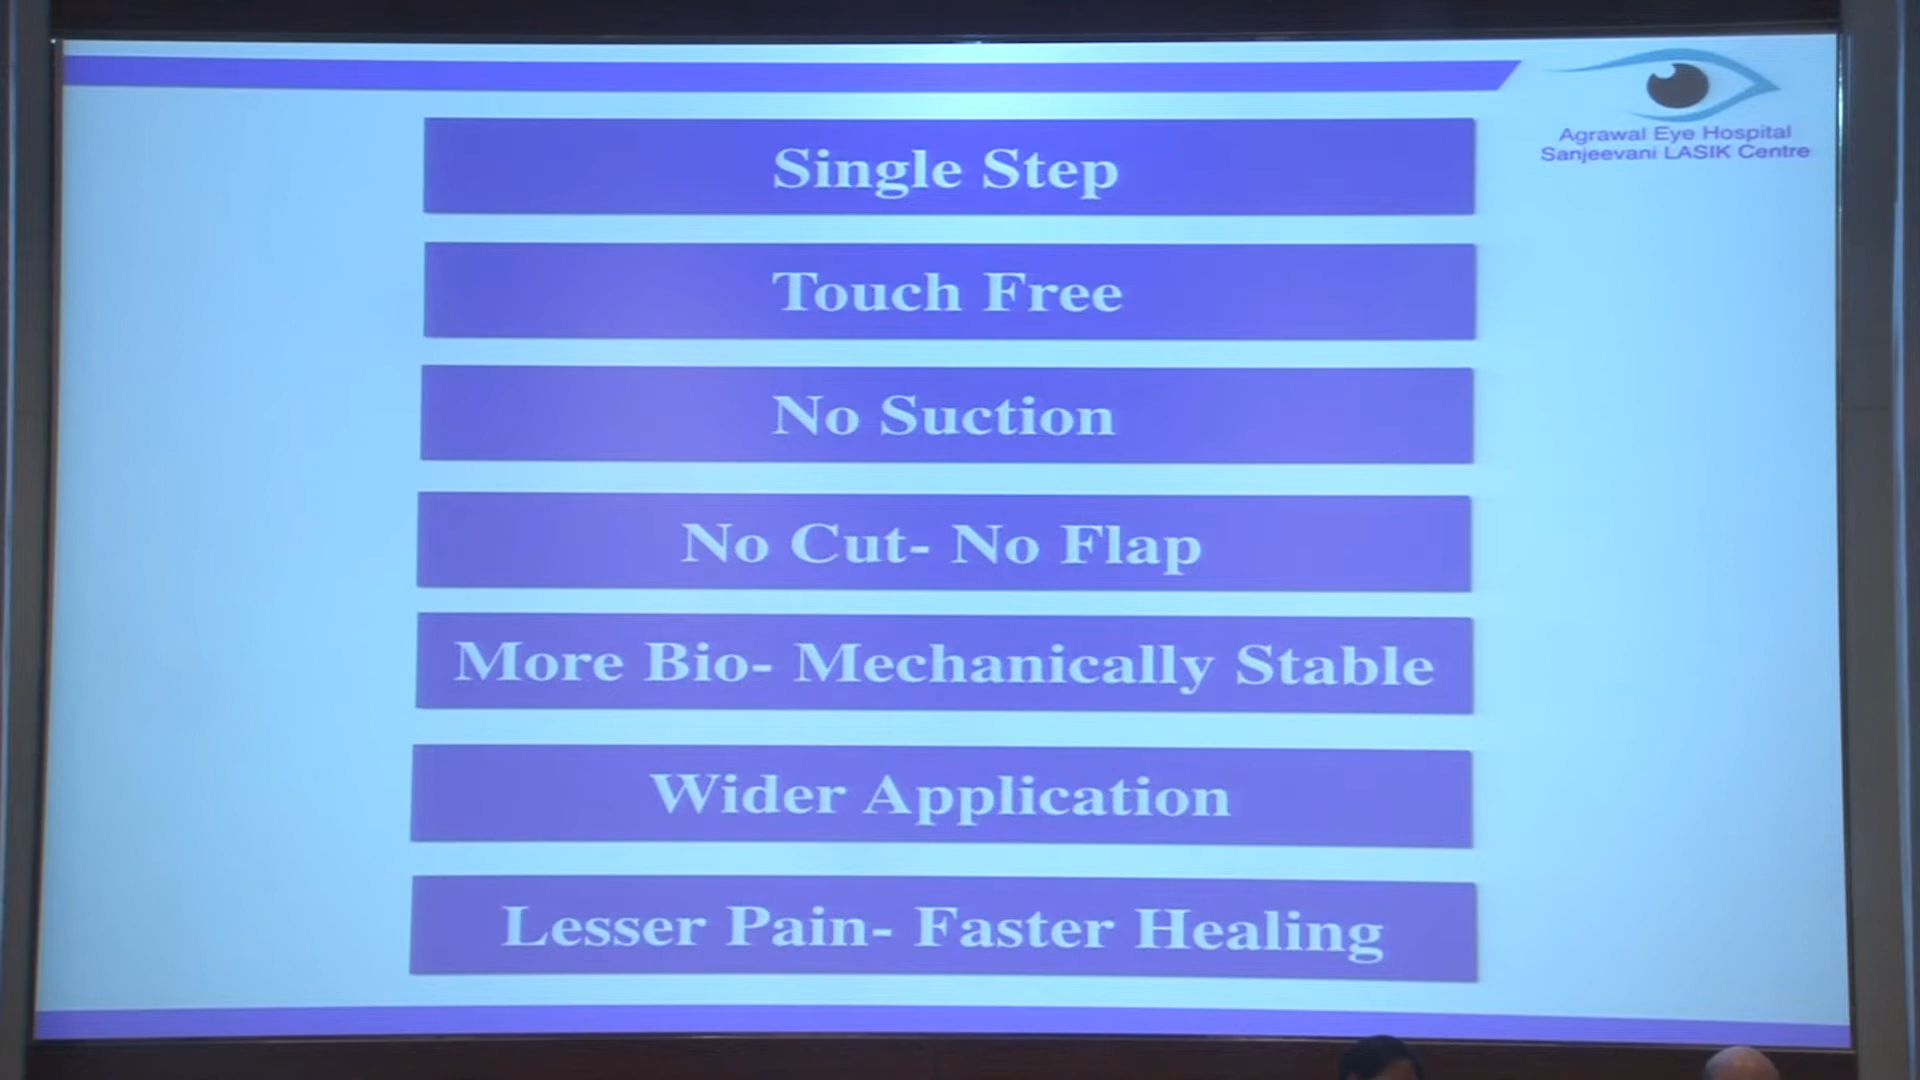 Agrawal Eye Hospital
Sanjeevani LASIK Centre
Single Step
Touch Free
No Suction
No Cut- No Flap
More Bio- Mechanically Stable
Wider Application
Lesser Pain- Faster Healing